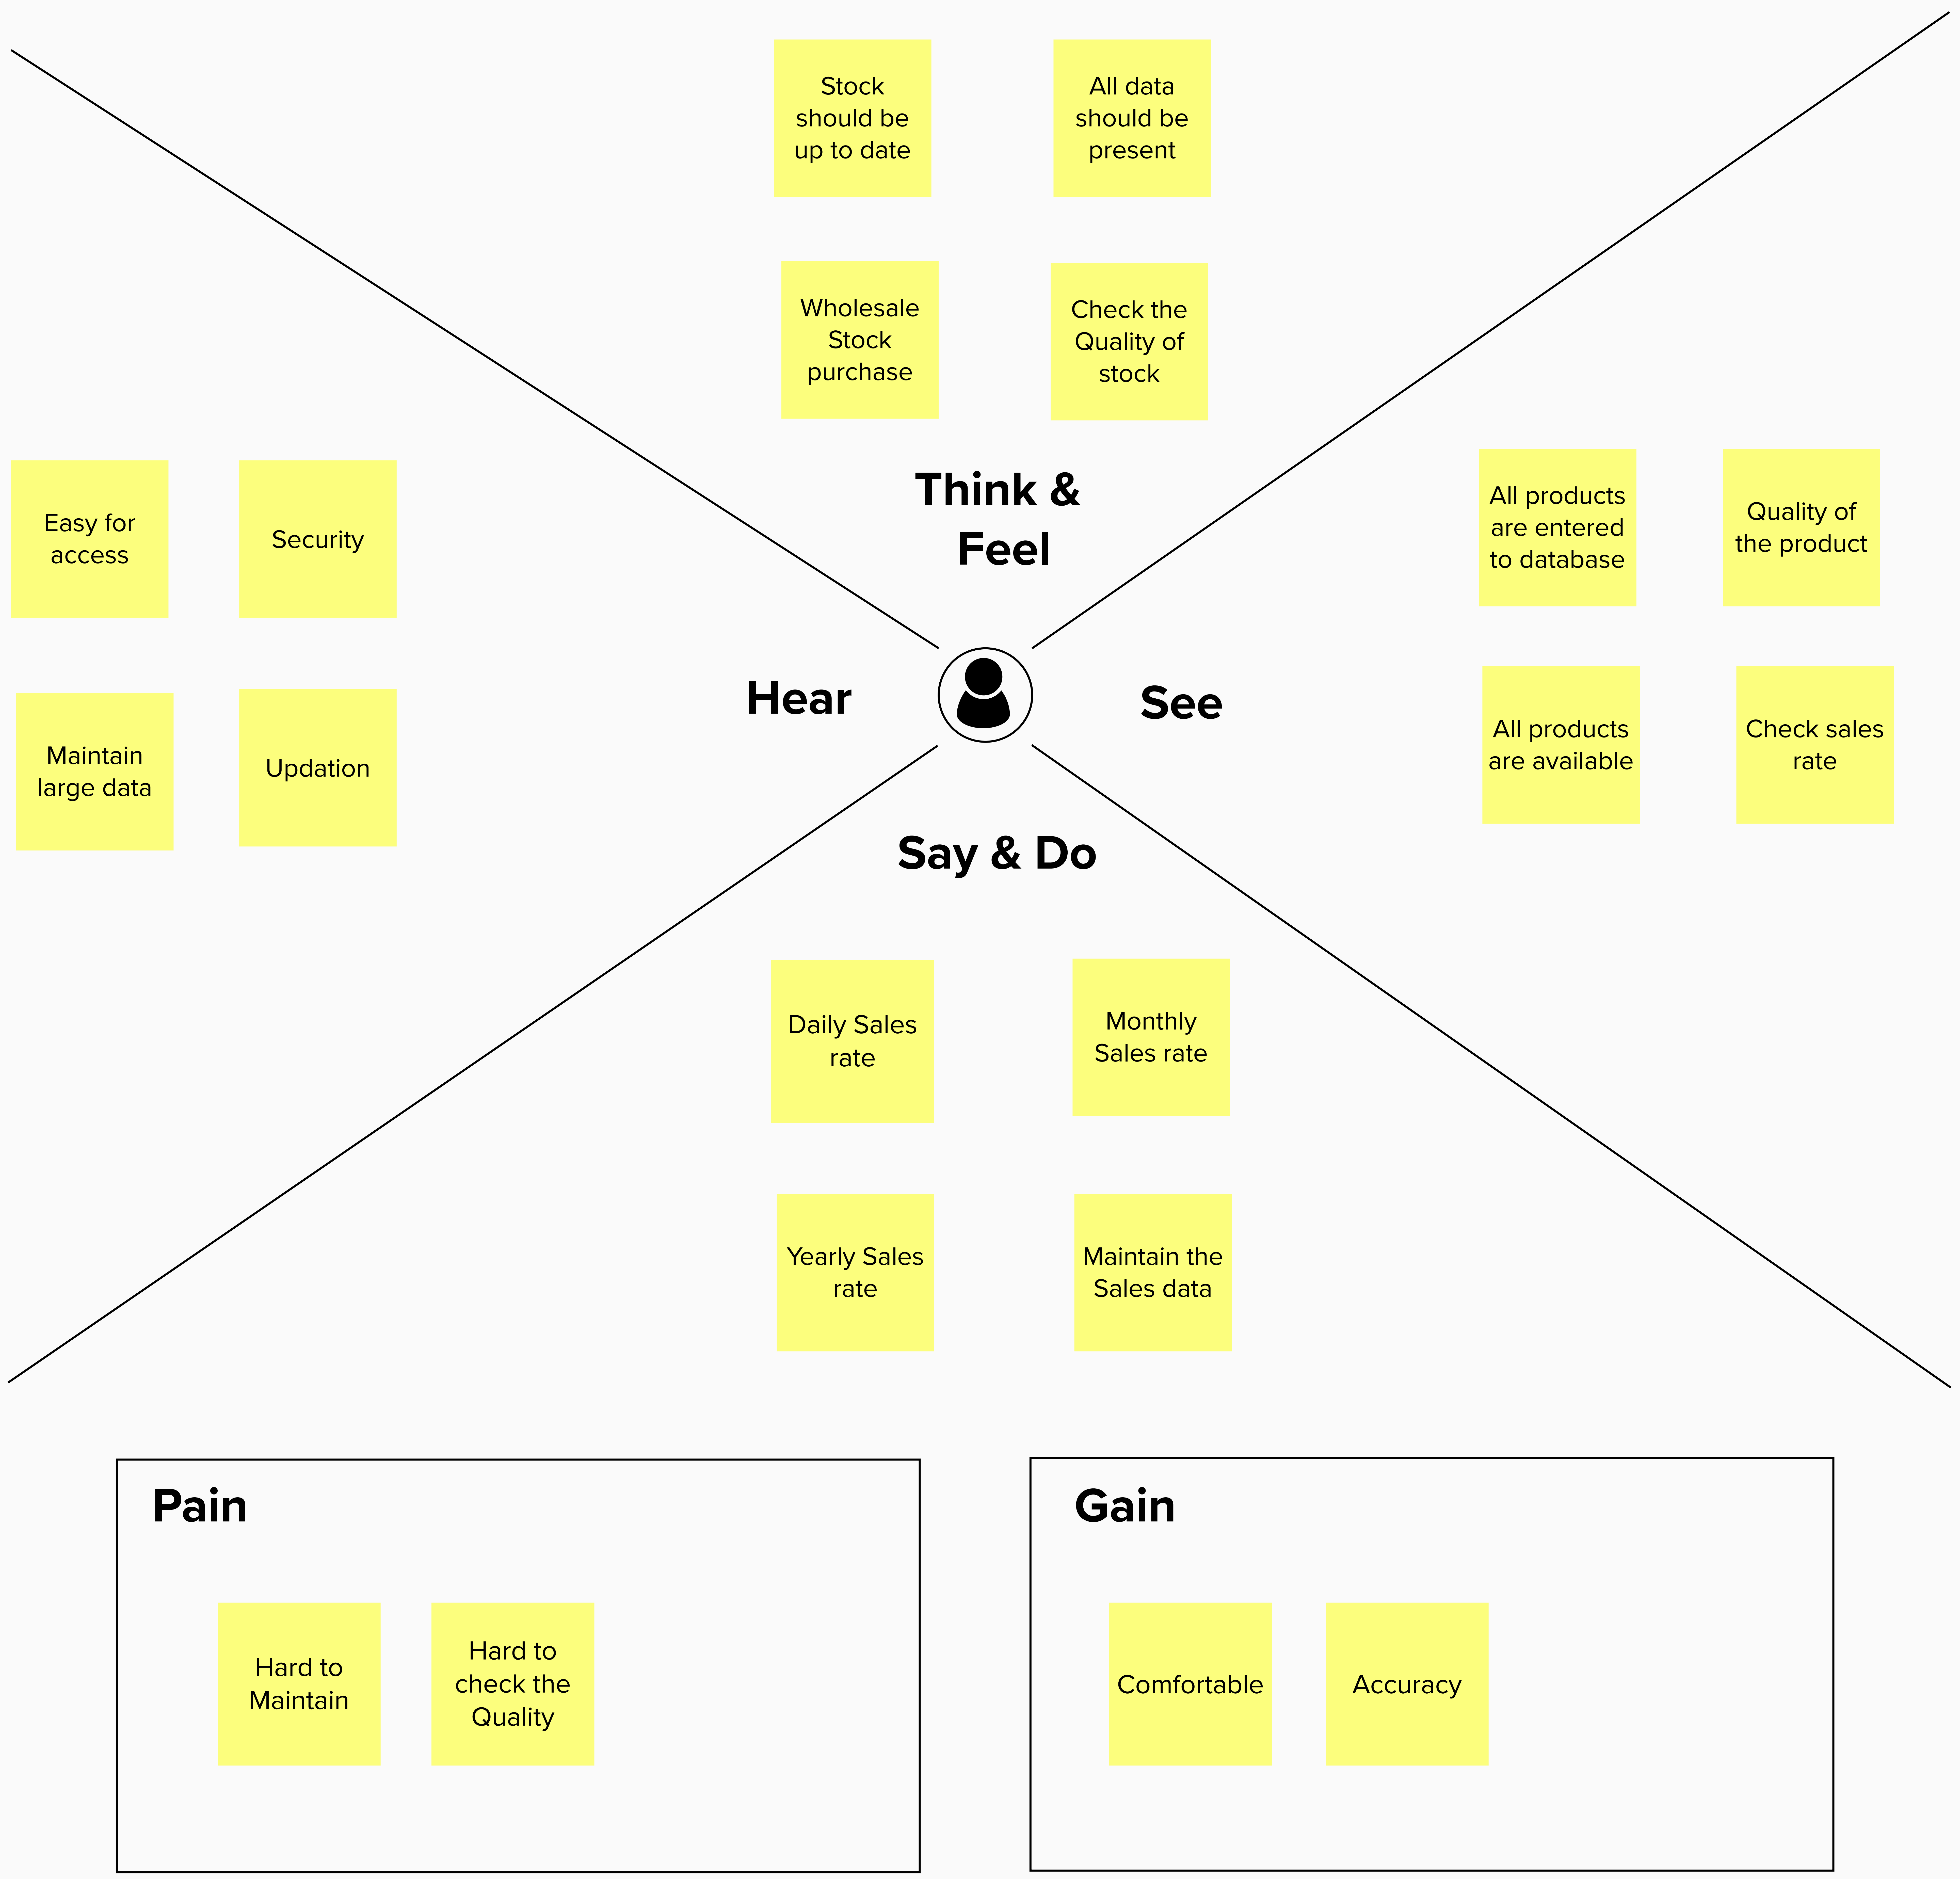 Stock
should be
up to date
All data
should be
present
Wholesale
Stock
purchase
Check the
Quality of
stock
Think &
Feel
Easy for
access
Security
Maintain
large data
Updation
Hear
See
All products
are entered
to database
Quality of
the product
All products
are available
Check sales
rate
Say & Do
Daily Sales
rate
Monthly
Sales rate
Yearly Sales
rate
Maintain the
Sales data
Pain
Hard to
Maintain
Hard to
check the
Quality
Gain
Comfortable
Accuracy